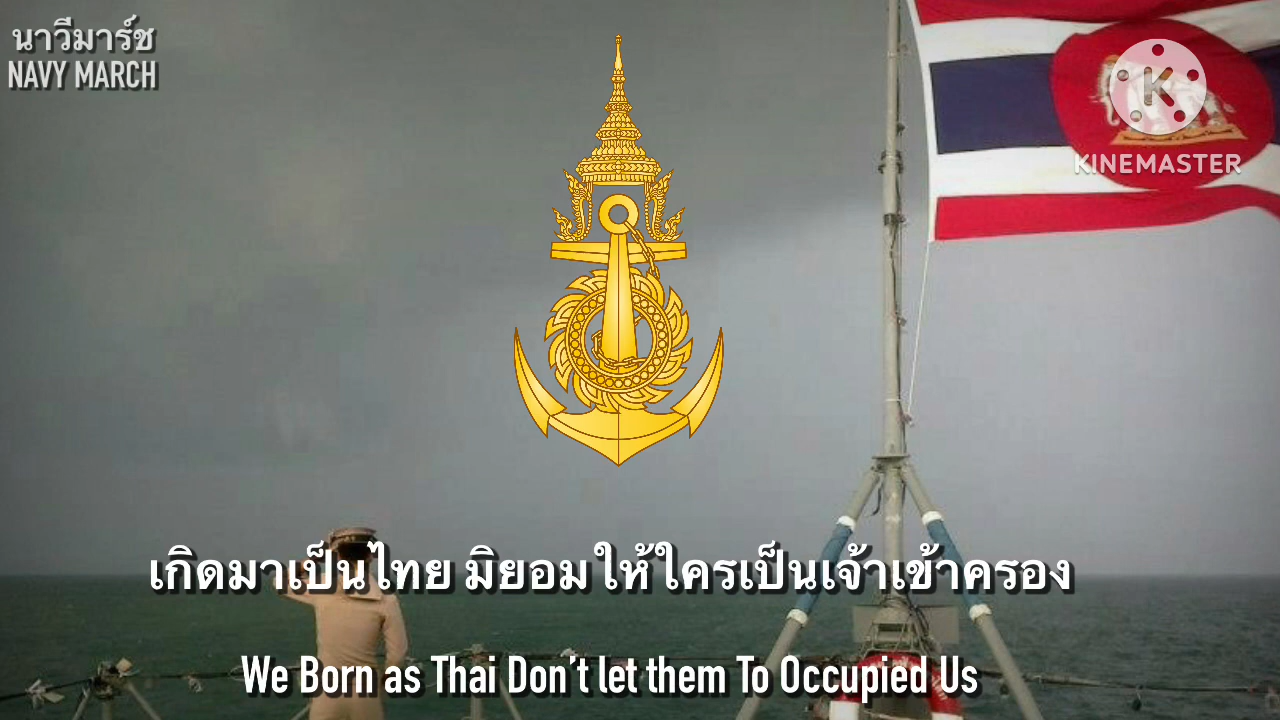 นาวีมาร์ช
NAVY MARCH
K
KINEMASTER
เกิดมาเป็นไทย มิยอมให้ใครเป็นเจ้าเข้าครอง
We Born as Thai Don't let them To Occupied Us